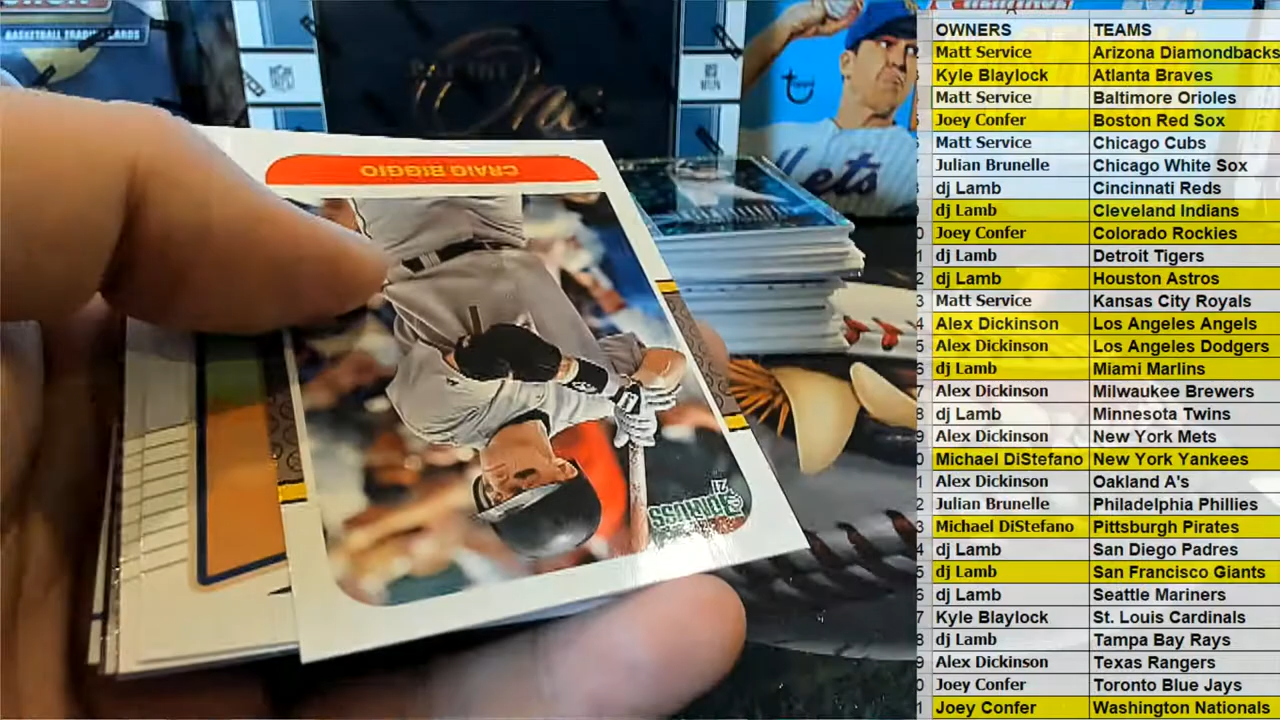 BASKETBALL TRADING CARDS
NFL
One
Mets
CRAIG BIGGIO
DONRUSS
21
OWNERS TEAMS
Matt Service Arizona Diamondbacks
Kyle Blaylock Atlanta Braves
Matt Service Baltimore Orioles
Joey Confer Boston Red Sox
Matt Service Chicago Cubs
Julian Brunelle Chicago White Sox
dj Lamb Cincinnati Reds
dj Lamb Cleveland Indians
Joey Confer Colorado Rockies
dj Lamb Detroit Tigers
dj Lamb Houston Astros
Matt Service Kansas City Royals
Alex Dickinson Los Angeles Angels
Alex Dickinson Los Angeles Dodgers
dj Lamb Miami Marlins
Alex Dickinson Milwaukee Brewers
dj Lamb Minnesota Twins
Alex Dickinson New York Mets
Michael DiStefano New York Yankees
Alex Dickinson Oakland A's
Julian Brunelle Philadelphia Phillies
Michael DiStefano Pittsburgh Pirates
dj Lamb San Diego Padres
dj Lamb San Francisco Giants
dj Lamb Seattle Mariners
Kyle Blaylock St. Louis Cardinals
dj Lamb Tampa Bay Rays
Alex Dickinson Texas Rangers
Joey Confer Toronto Blue Jays
Joey Confer Washington Nationals